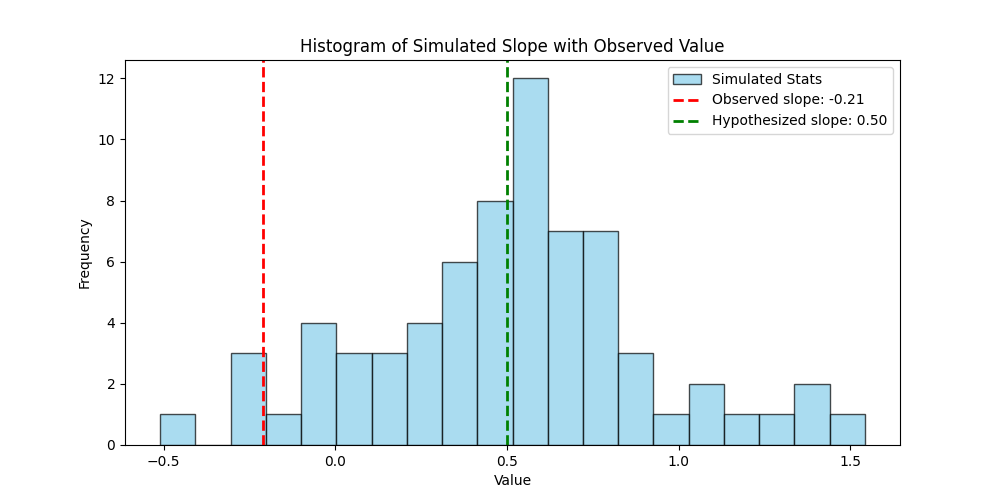 Histogram of Simulated Slope with Observed Value
Simulated Stats
Observed slope: -0.21
Hypothesized slope: 0.50
12
10
8
6
4
2
0
Frequency
−0.5 0.0 0.5 1.0 1.5
Value